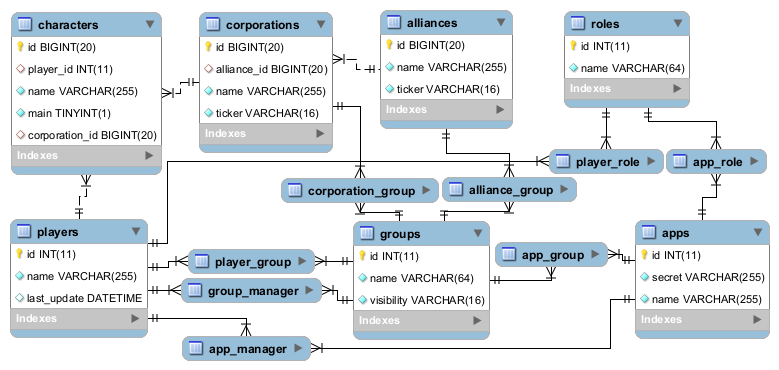 characters
id BIGINT(20)
player_id INT(11)
name VARCHAR(255)
main TINYINT(1)
corporation_id BIGINT(20)
Indexes
corporations
id BIGINT(20)
alliance_id BIGINT(20)
name VARCHAR(255)
ticker VARCHAR(16)
Indexes
alliances
id BIGINT(20)
name VARCHAR(255)
ticker VARCHAR(16)
Indexes
roles
id INT(11)
name VARCHAR(64)
Indexes
player_role
app_role
corporation_group
alliance_group
players
id INT(11)
name VARCHAR(255)
last_update DATETIME
Indexes
player_group
group_manager
app_manager
groups
id INT(11)
name VARCHAR(64)
visibility VARCHAR(16)
Indexes
app_group
apps
id INT(11)
secret VARCHAR(255)
name VARCHAR(255)
Indexes